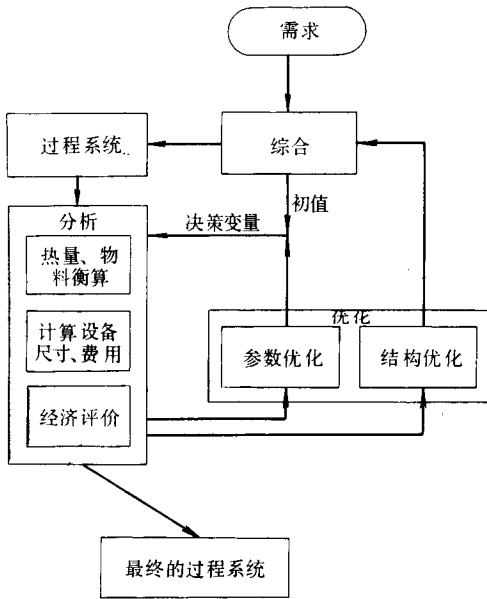 需求
过程系统
综合
初值
分析
决策变量
热量、物
料衡算
优化
计算设备
尺寸、费用
参数优化
结构优化
经济评价
最终的过程系统